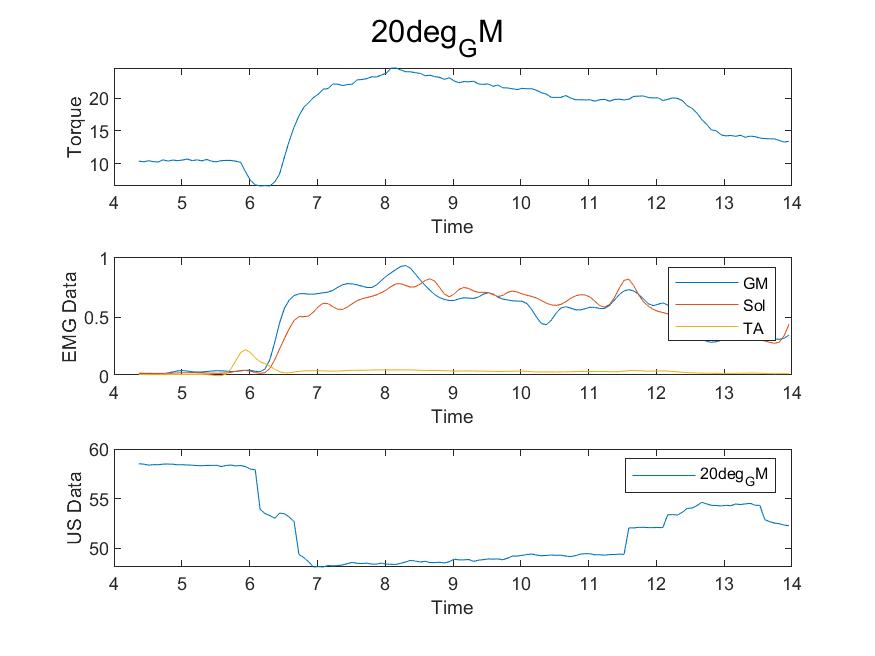 20deg_GM
20
15
10
Torque
4 5 6 7 8 9 10 11 12 13 14
Time
1
0.5
0
EMG Data
GM
Sol
TA
4 5 6 7 8 9 10 11 12 13 14
Time
60
55
50
US Data
20deg_GM
4 5 6 7 8 9 10 11 12 13 14
Time